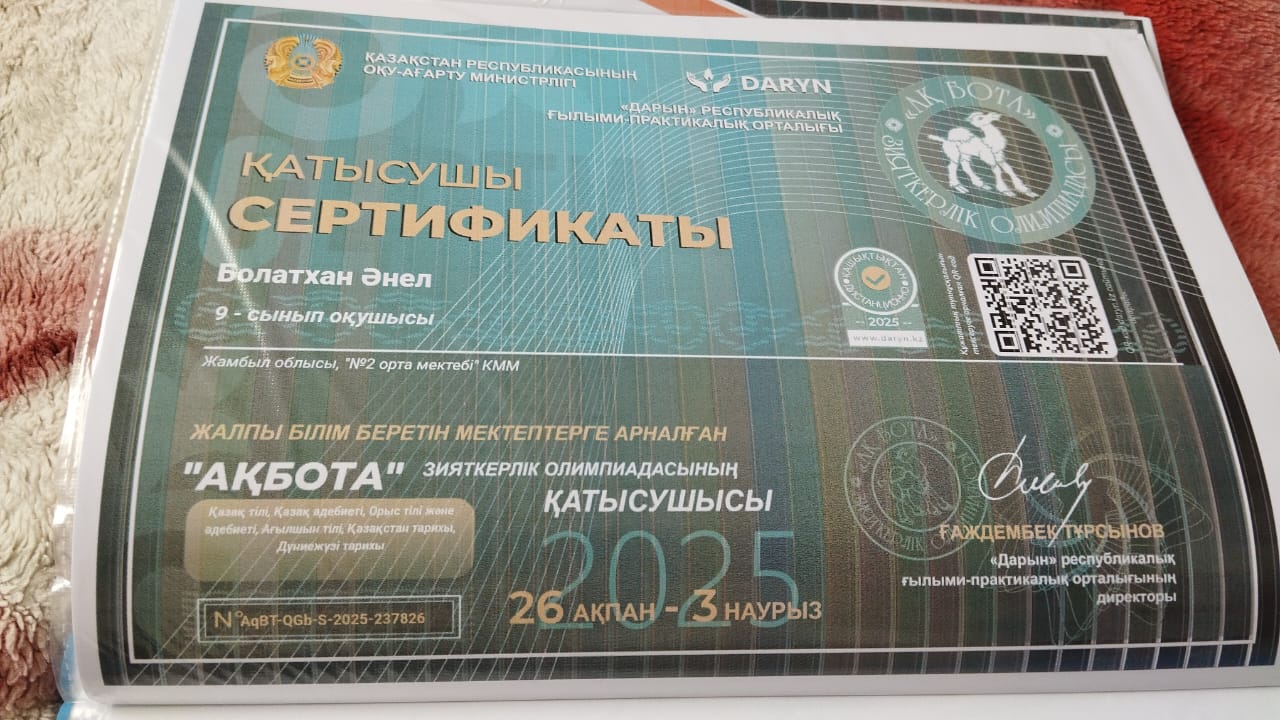 ҚАЗАҚСТАН РЕСПУБЛИКАСЫНЫҢ
ОҚУ-АҒАРТУ МИНИСТРЛІГІ
DARYN
«ДАРЫН» РЕСПУБЛИКАЛЫҚ
ҒЫЛЫМИ-ПРАКТИКАЛЫҚ ОРТАЛЫҒЫ
«АҚ БОТА»
ЗИЯТКЕРЛІК ОЛИМПИАДАСЫ
ҚАТЫСУШЫ
СЕРТИФИКАТЫ
Болатхан Әнел
9 - сынып оқушысы
Жамбыл облысы, "№2 орта мектебі" КММ
ҚАШЫҚТЫҚТАН
ДИСТАНЦИОННО
-- 2025 --
www.daryn.kz
ЖАЛПЫ БІЛІМ БЕРЕТІН МЕКТЕПТЕРГЕ АРНАЛҒАН
"АҚБОТА" ЗИЯТКЕРЛІК ОЛИМПИАДАСЫНЫҢ
ҚАТЫСУШЫСЫ
Қазақ тілі, Қазақ әдебиеті, Орыс тілі және
әдебиеті, Ағылшын тілі, Қазақстан тарихы,
Дүниежүзі тарихы
2025
26 АҚПАН - 3 НАУРЫЗ
N°AqBT-QGb-S-2025-237826
ҒАЖДЕМБЕК ТҰРСЫНОВ
«Дарын» республикалық
ғылыми-практикалық орталығының
директоры